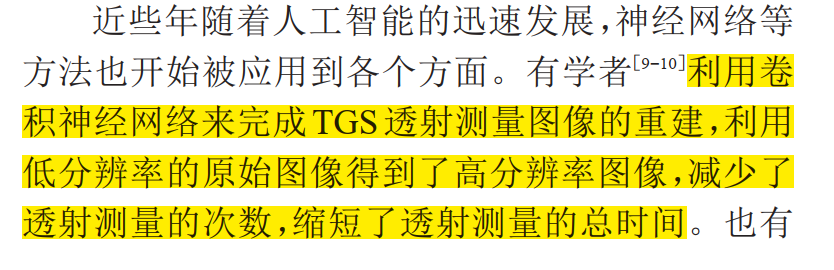 近些年随着人工智能的迅速发展,神经网络等
方法也开始被应用到各个方面。有学者[9-10]利用卷
积神经网络来完成TGS透射测量图像的重建,利用
低分辨率的原始图像得到了高分辨率图像,减少了
透射测量的次数,缩短了透射测量的总时间。也有